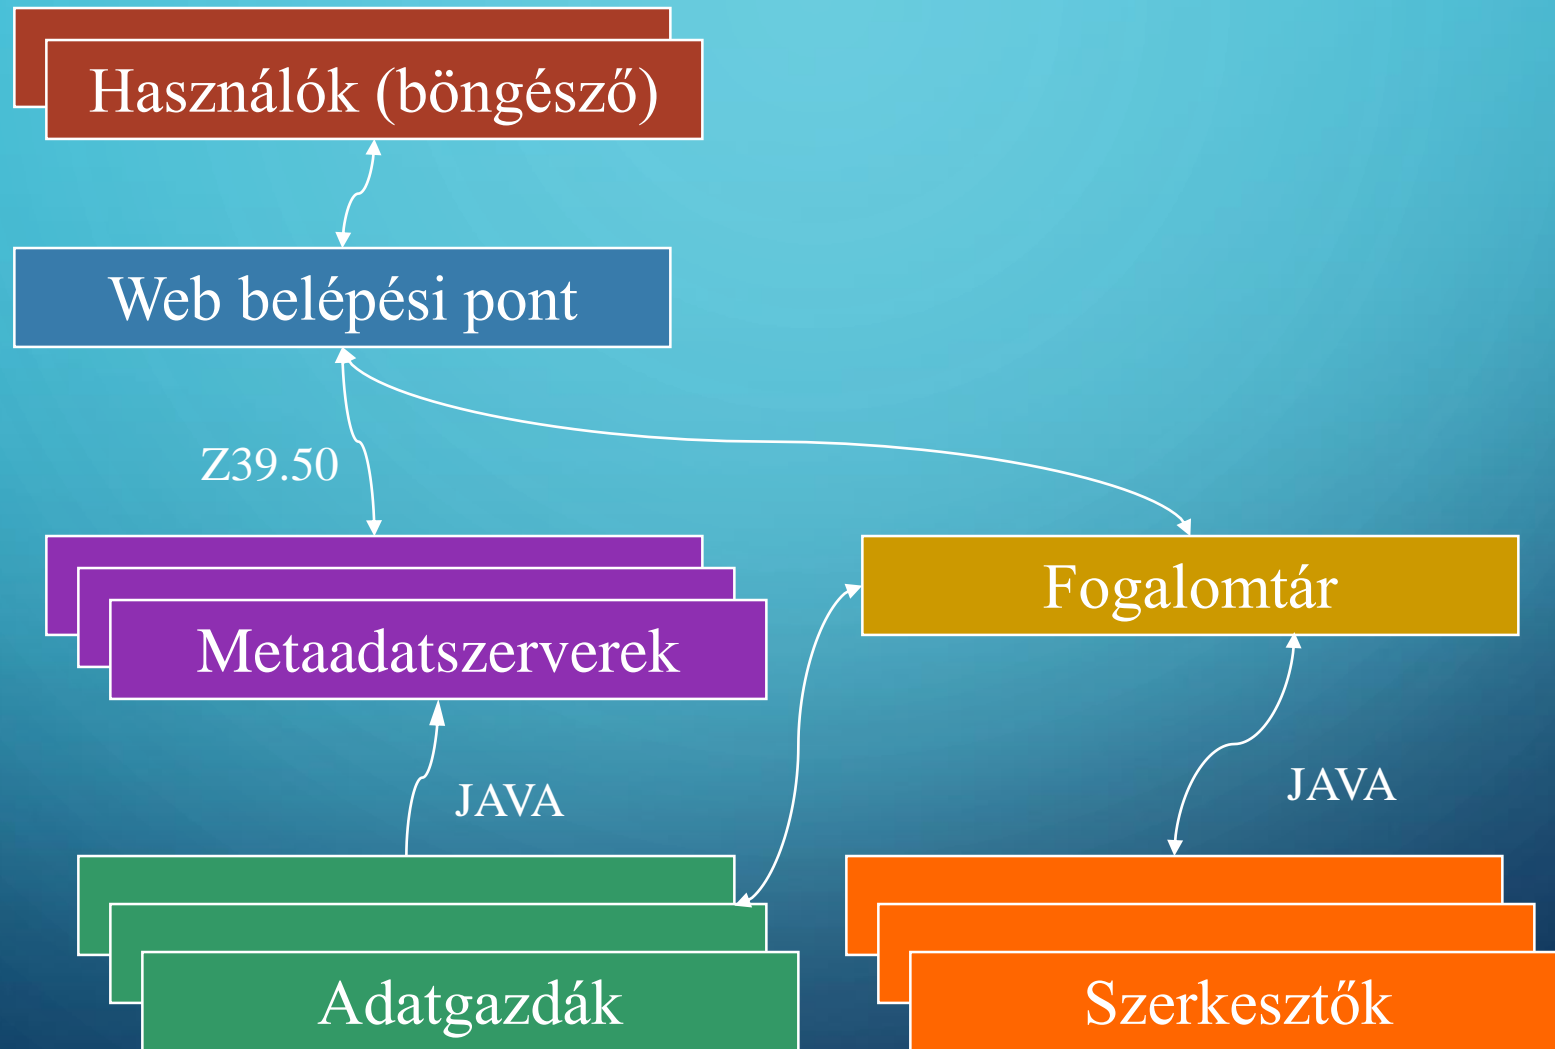 Használók (böngésző)
Web belépési pont
Z39.50
Fogalomtár
Metaadatszerverek
JAVA
JAVA
Adatgazdák
Szerkesztők